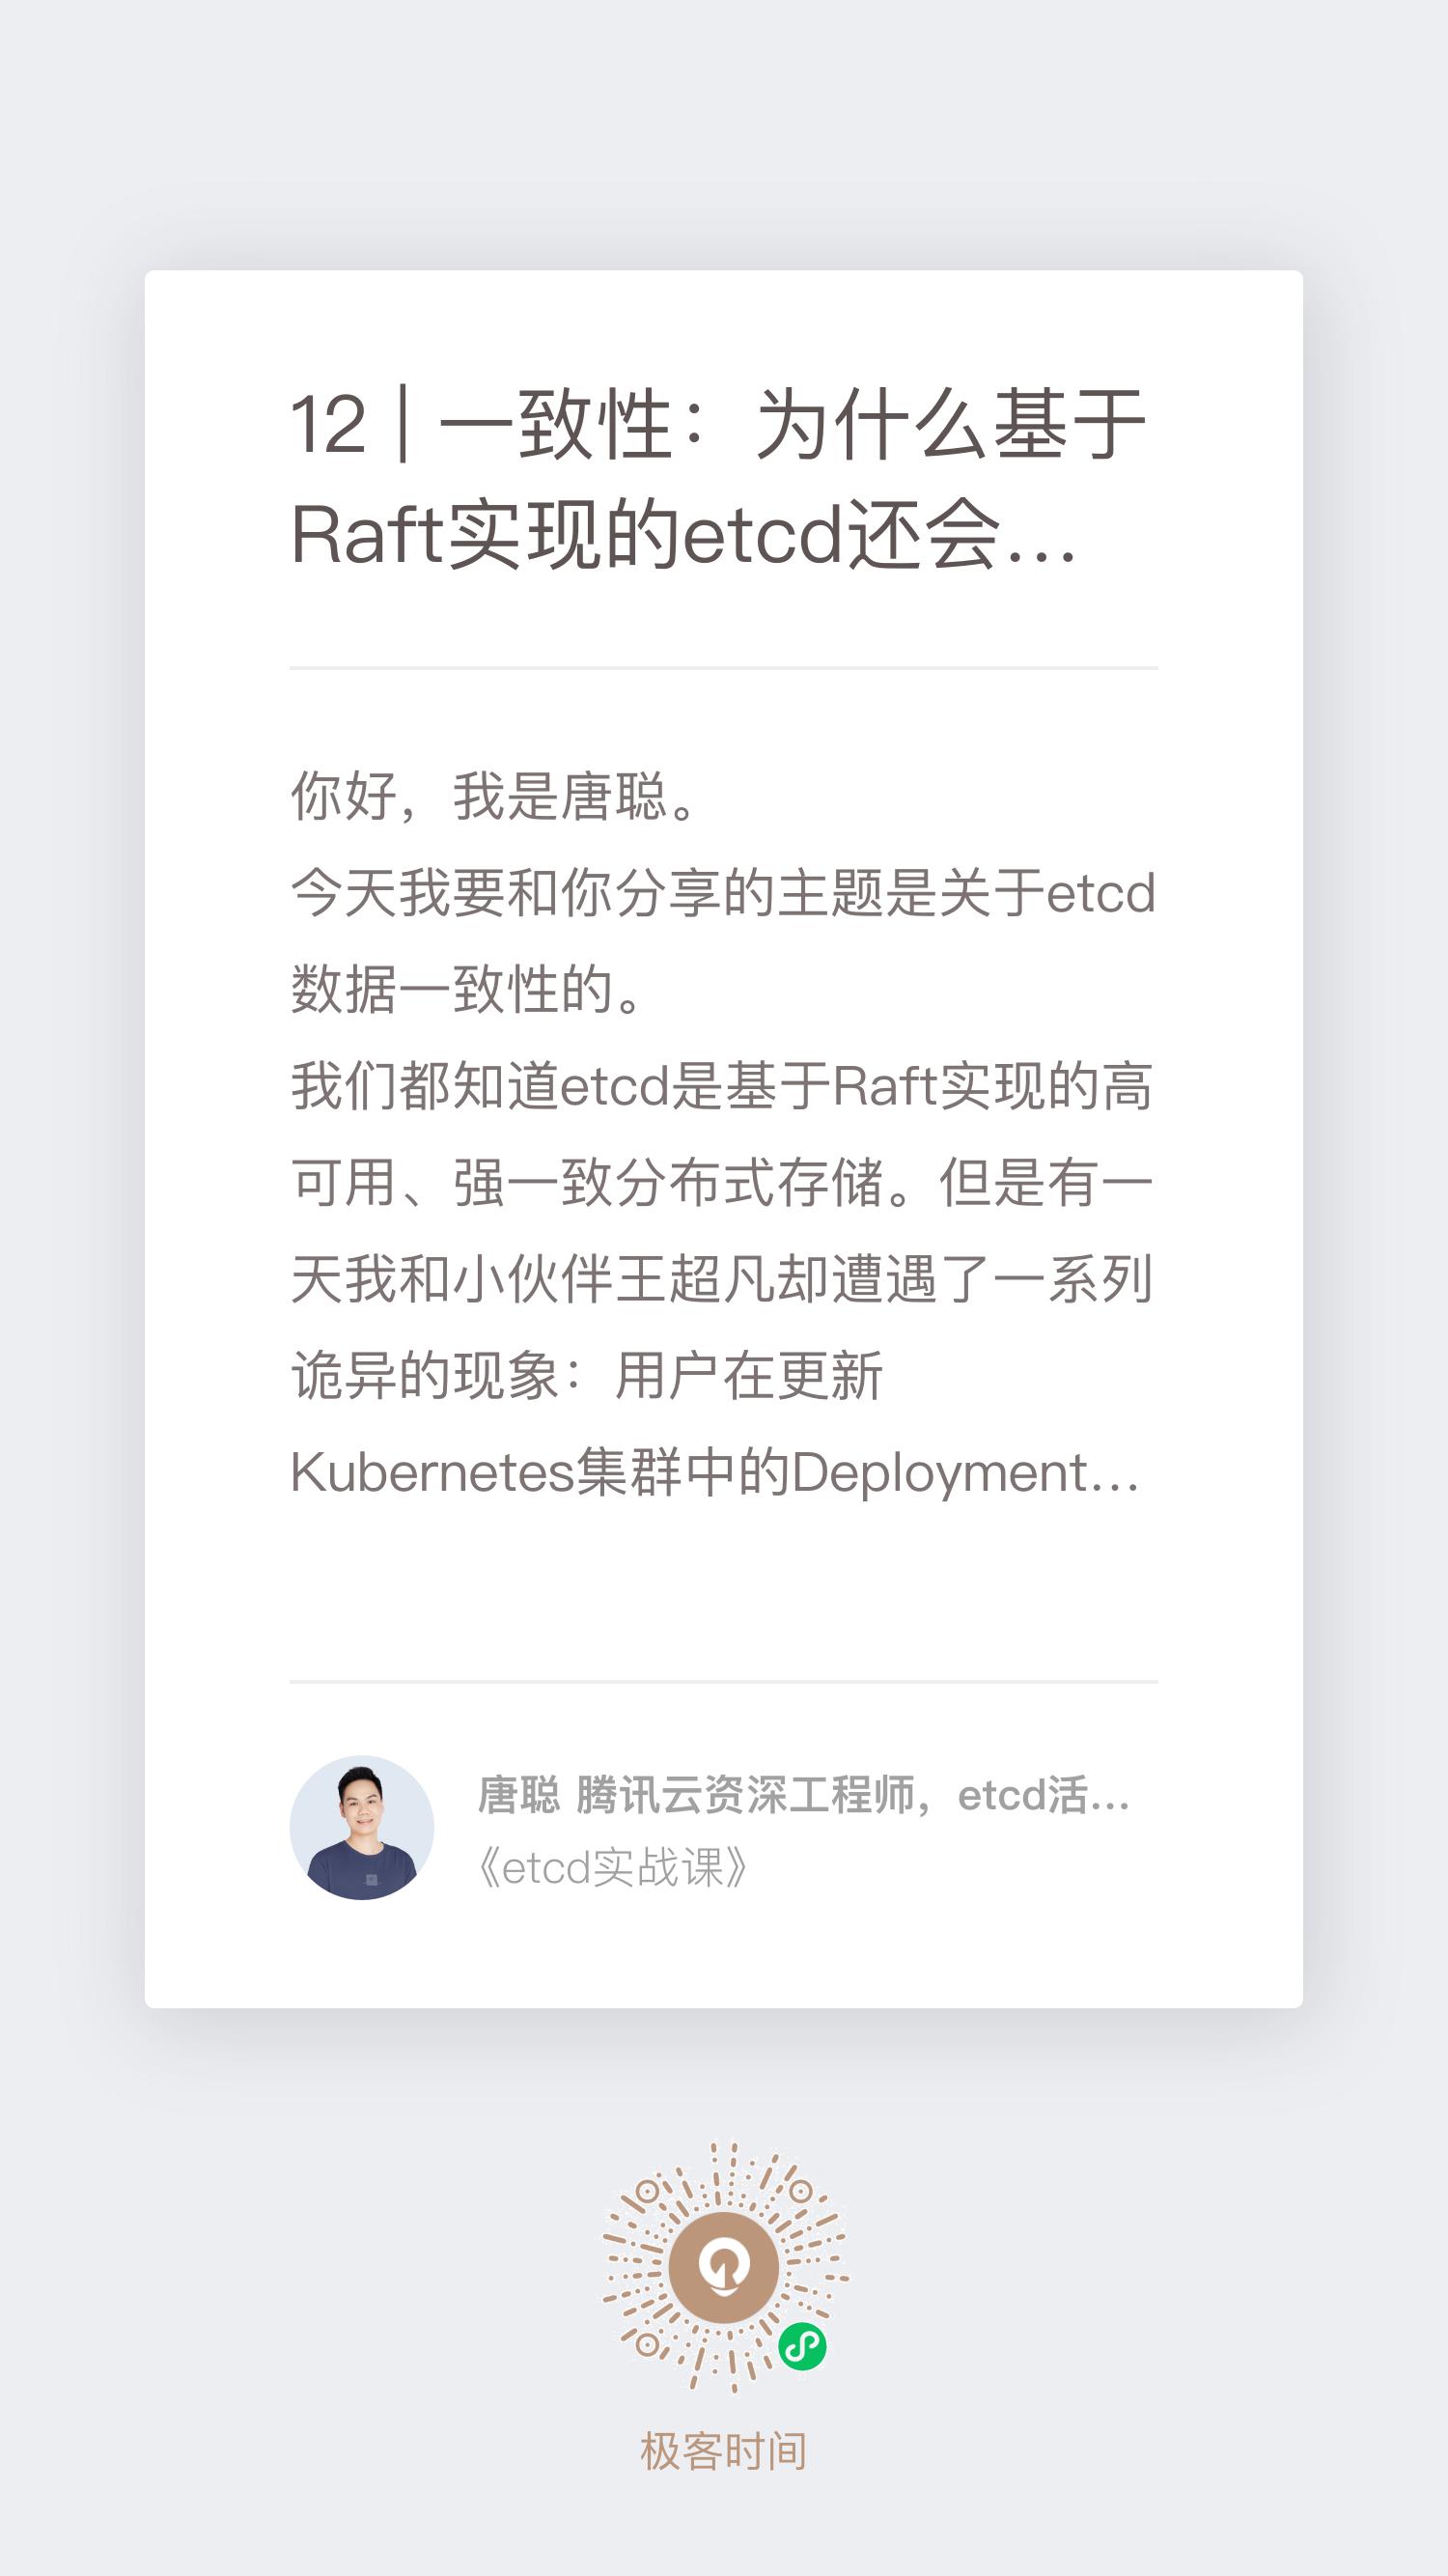 12 | 一致性：为什么基于
Raft实现的etcd还会…
你好，我是唐聪。
今天我要和你分享的主题是关于etcd
数据一致性的。
我们都知道etcd是基于Raft实现的高
可用、强一致分布式存储。但是有一
天我和小伙伴王超凡却遭遇了一系列
诡异的现象：用户在更新
Kubernetes集群中的Deployment…
唐聪 腾讯云资深工程师，etcd活…
《etcd实战课》
极客时间